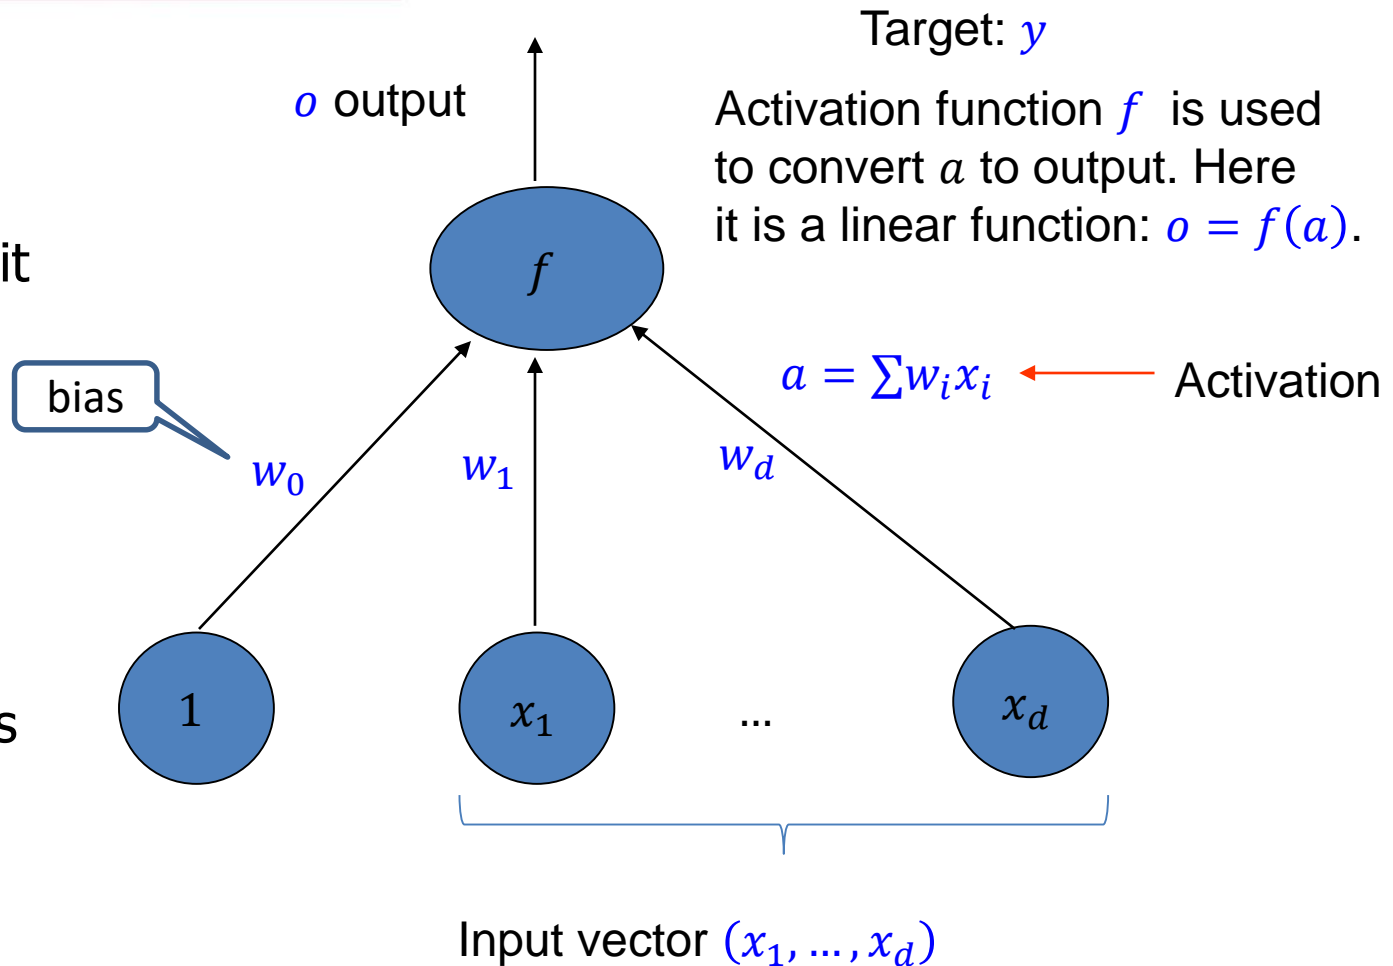 Target: y
o output
Activation function f is used
to convert a to output. Here
it is a linear function: o = f(a).
it
f
bias
a = ∑wᵢxᵢ
Activation
w₀
w₁
w_d
s
1
x₁
...
x_d
Input vector (x₁, … , x_d)